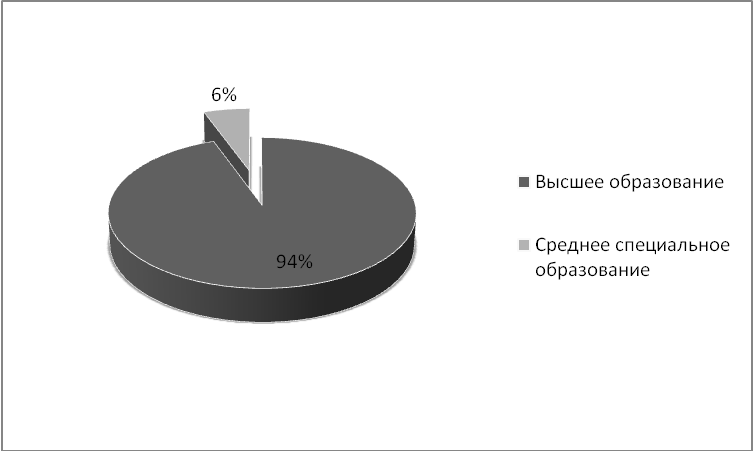 6%
94%
Высшее образование
Среднее специальное
образование